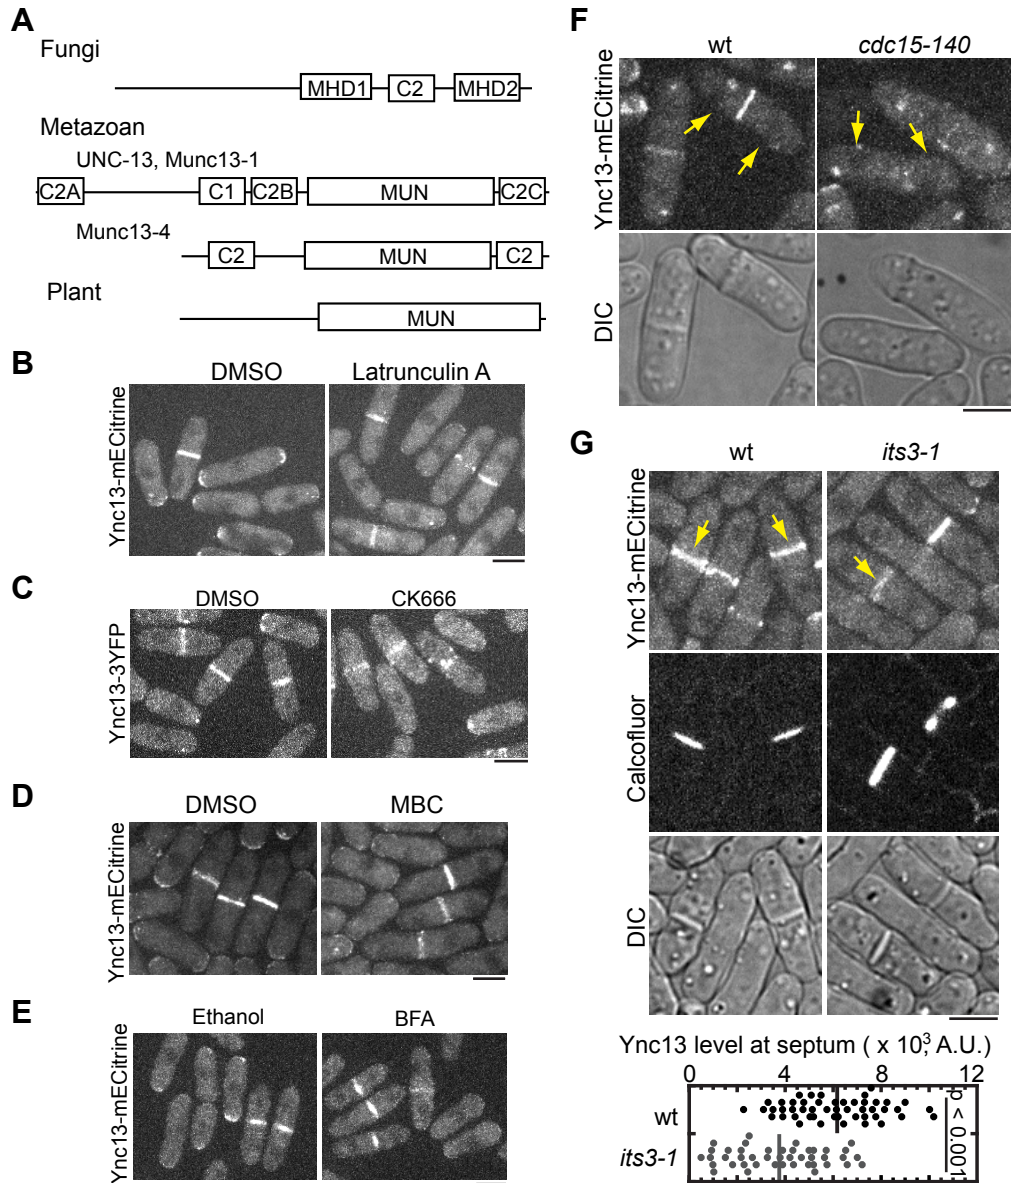 A
Fungi
MHD1 C2 MHD2
Metazoan
UNC-13, Munc13-1
C2A C1 C2B MUN C2C
Munc13-4
C2 MUN C2
Plant
MUN
B
DMSO Latrunculin A
Ync13-mECitrine
C
DMSO CK666
Ync13-3YFP
D
DMSO MBC
Ync13-mECitrine
E
Ethanol BFA
Ync13-mECitrine
F
wt cdc15-140
Ync13-mECitrine
DIC
G
wt its3-1
Ync13-mECitrine
Calcofluor
DIC
Ync13 level at septum ( x 10³, A.U.)
0 4 8 12
wt
its3-1
p < 0.001